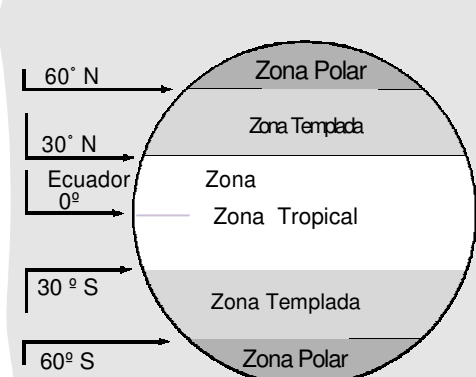 60° N
Zona Polar
Zona Templada
30° N
Ecuador
0º
Zona
Zona Tropical
30 º S
Zona Templada
60º S
Zona Polar